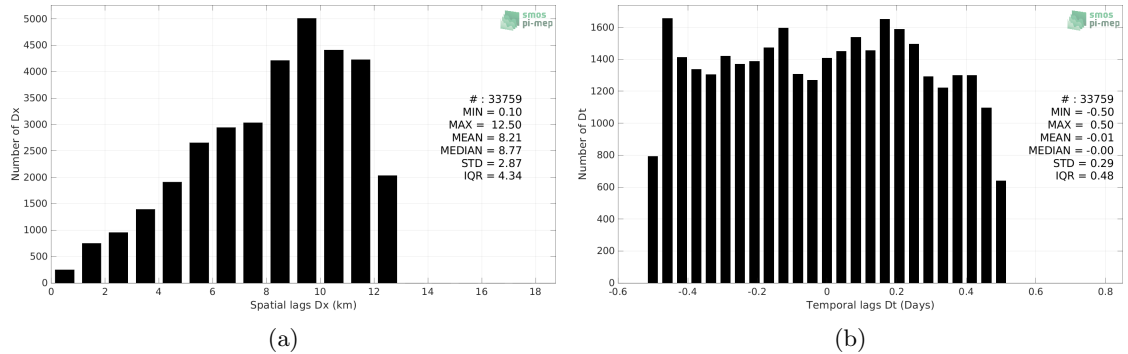 smos
pi-mep
5000
4500
4000
3500
3000
2500
2000
1500
1000
500
0
Number of Dx
# : 33759
MIN = 0.10
MAX = 12.50
MEAN = 8.21
MEDIAN = 8.77
STD = 2.87
IQR = 4.34
0 2 4 6 8 10 12 14 16 18
Spatial lags Dx (km)
(a)
smos
pi-mep
1600
1400
1200
1000
800
600
400
200
0
Number of Dt
# : 33759
MIN = -0.50
MAX = 0.50
MEAN = -0.01
MEDIAN = -0.00
STD = 0.29
IQR = 0.48
-0.6 -0.4 -0.2 0 0.2 0.4 0.6 0.8
Temporal lags Dt (Days)
(b)